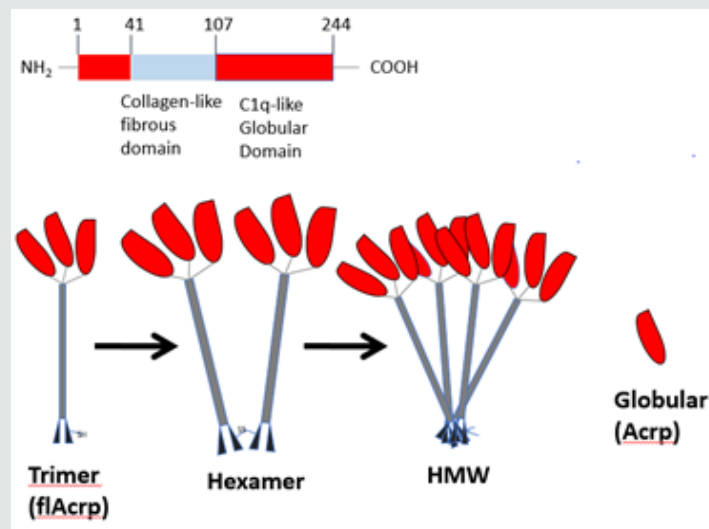 1 41 107 244
NH2 COOH
Collagen-like
fibrous
domain
C1q-like
Globular
Domain
SH
Trimer
(flAcrp)
Hexamer
HMW
Globular
(Acrp)